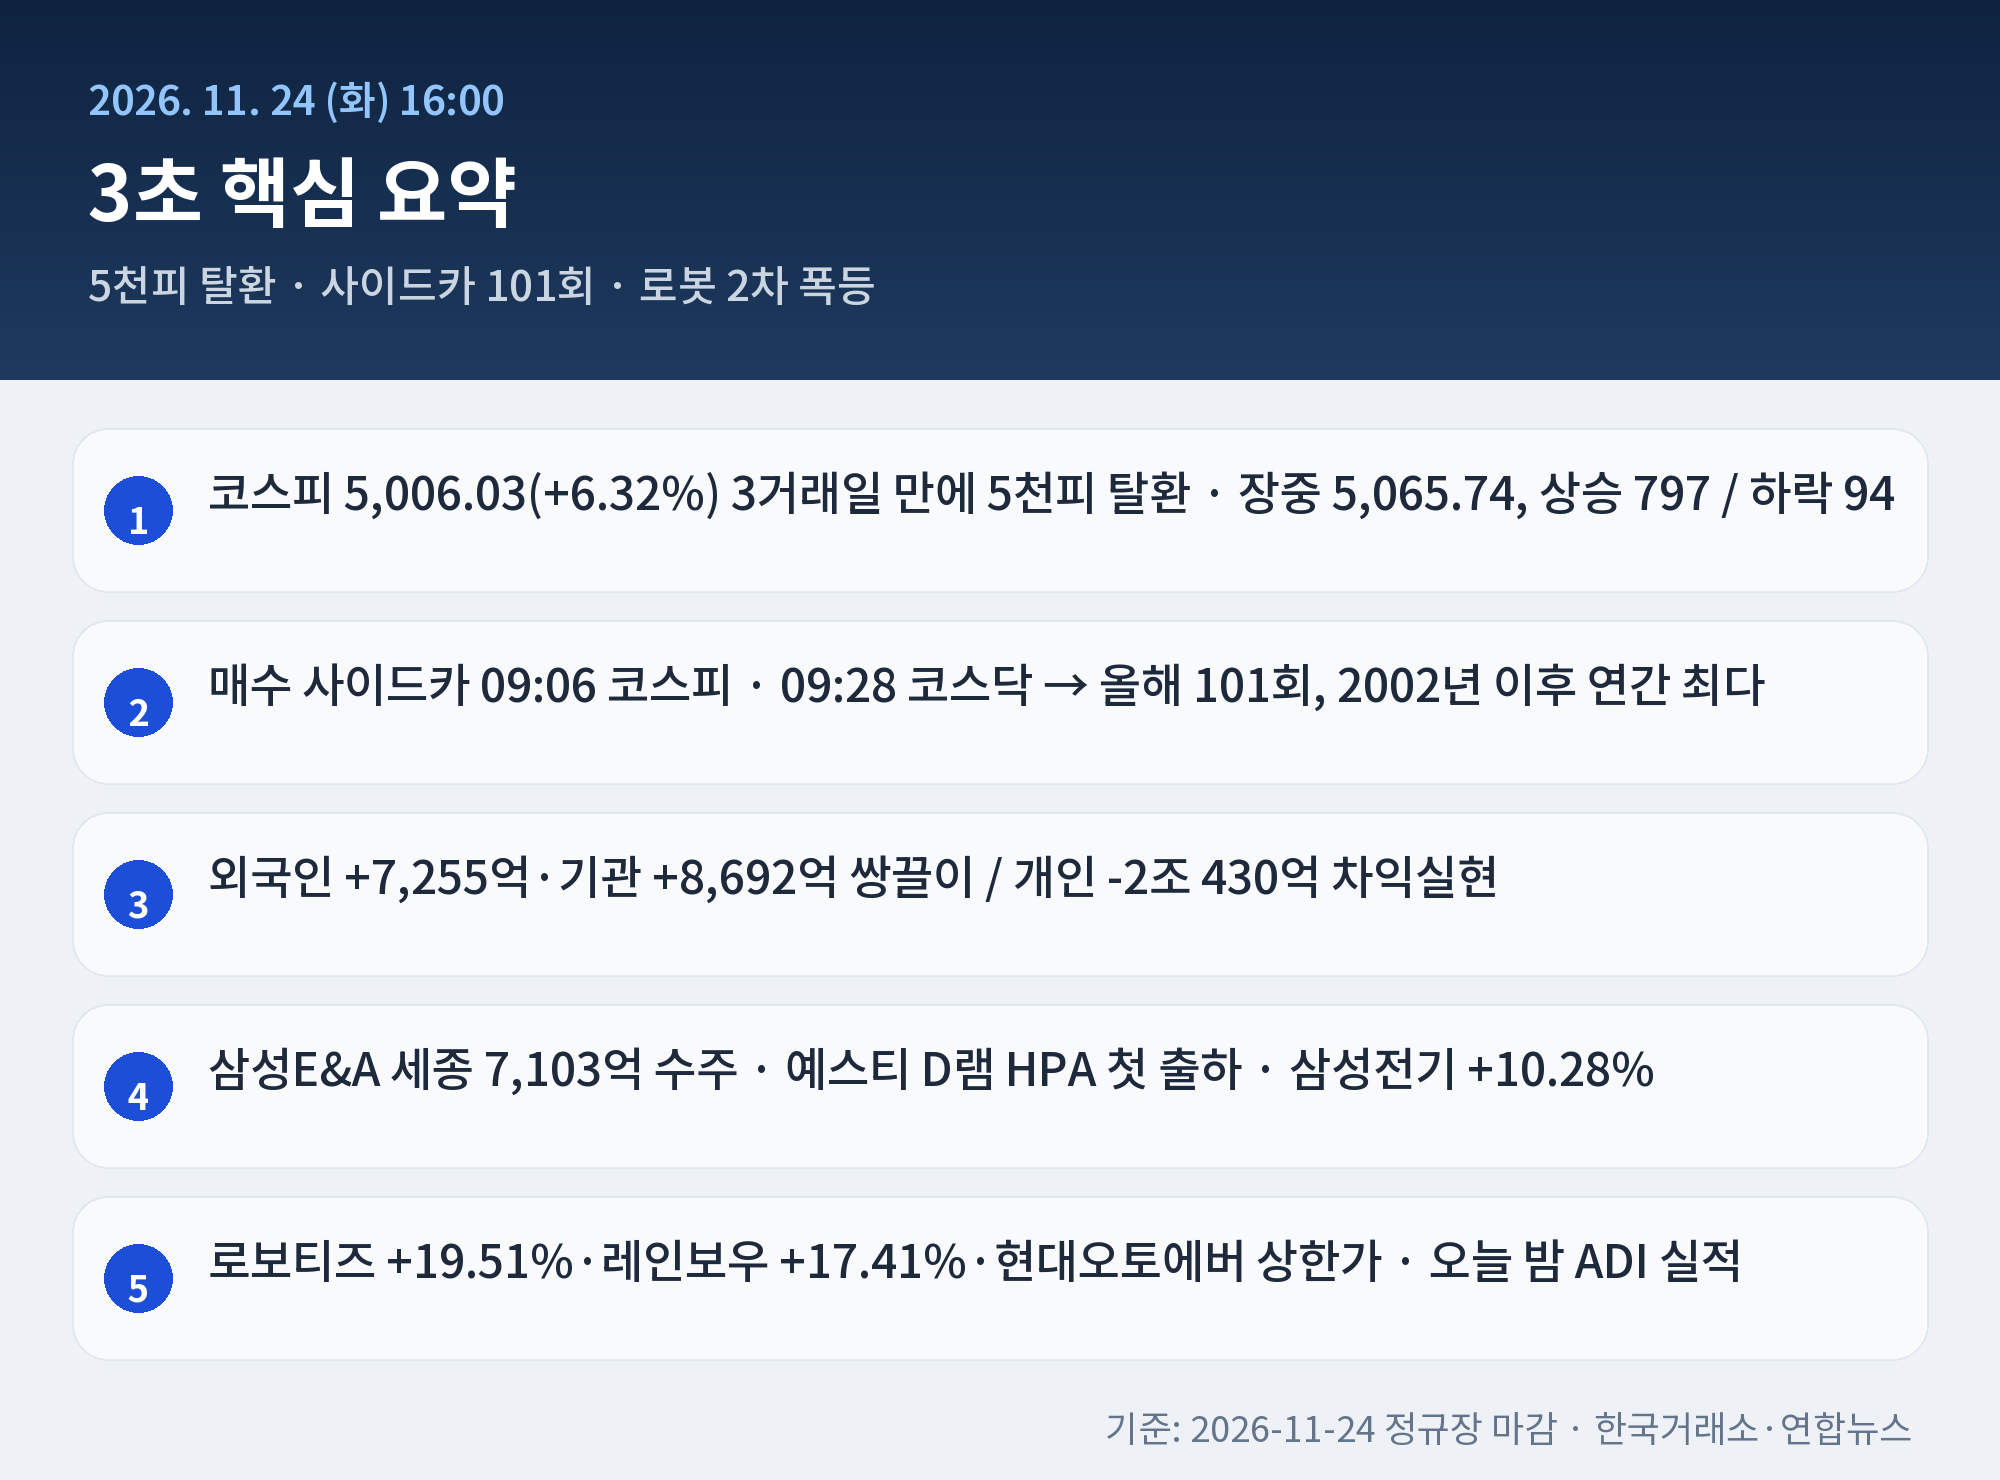 2026. 11. 24 (화) 16:00
3초 핵심 요약
5천피 탈환 · 사이드카 101회 · 로봇 2차 폭등
1 코스피 5,006.03(+6.32%) 3거래일 만에 5천피 탈환 · 장중 5,065.74, 상승 797 / 하락 94
2 매수 사이드카 09:06 코스피 · 09:28 코스닥 → 올해 101회, 2002년 이후 연간 최다
3 외국인 +7,255억·기관 +8,692억 쌍끌이 / 개인 -2조 430억 차익실현
4 삼성E&A 세종 7,103억 수주 · 예스티 D램 HPA 첫 출하 · 삼성전기 +10.28%
5 로보티즈 +19.51%·레인보우 +17.41%·현대오토에버 상한가 · 오늘 밤 ADI 실적
기준: 2026-11-24 정규장 마감 · 한국거래소·연합뉴스